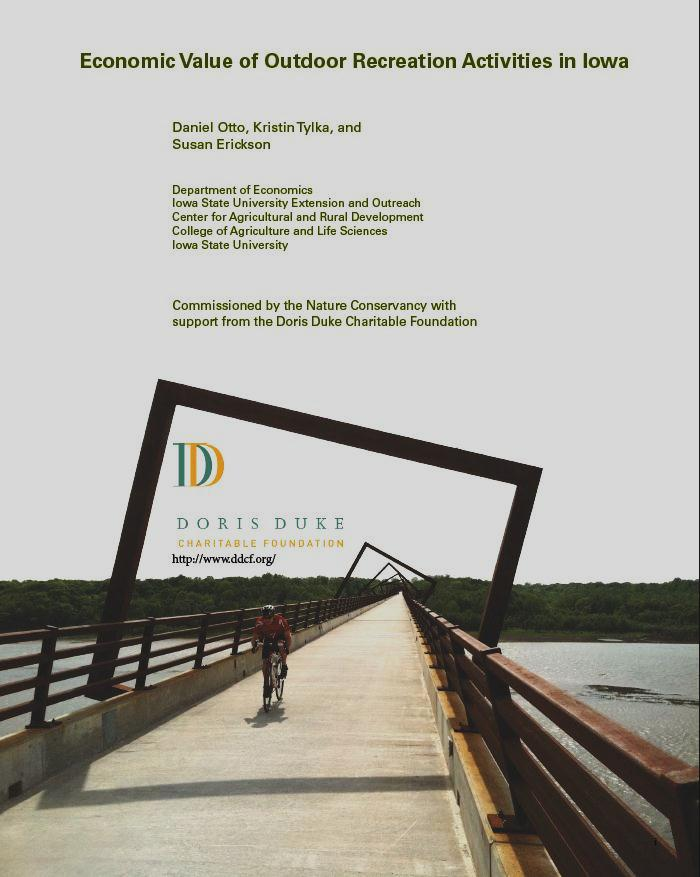 Economic Value of Outdoor Recreation Activities in Iowa
Daniel Otto, Kristin Tylka, and
Susan Erickson
Department of Economics
Iowa State University Extension and Outreach
Center for Agricultural and Rural Development
College of Agriculture and Life Sciences
Iowa State University
Commissioned by the Nature Conservancy with
support from the Doris Duke Charitable Foundation
DD
DORIS DUKE
CHARITABLE FOUNDATION
http://www.ddcf.org/
1